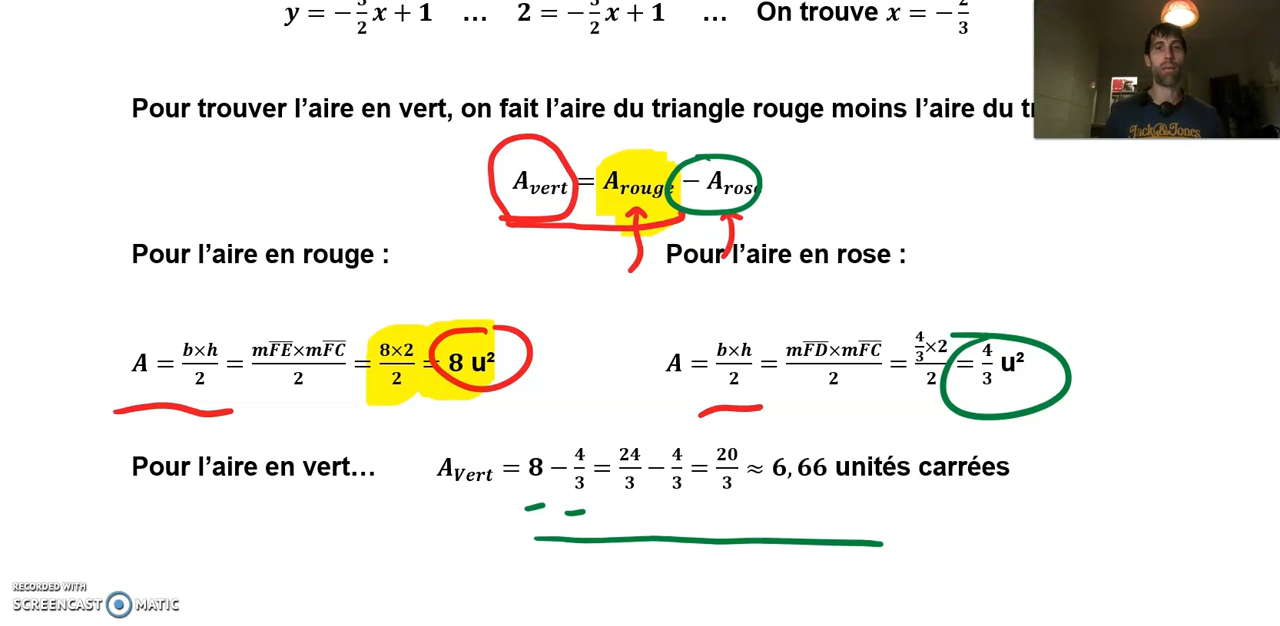 y = −3/2 x + 1 … 2 = −3/2 x + 1 … On trouve x = −2/3
Pour trouver l’aire en vert, on fait l’aire du triangle rouge moins l’aire du
A_vert = A_rouge − A_rose
Pour l’aire en rouge : Pour l’aire en rose :
A = b×h/2 = mFE×mFC/2 = 8×2/2 = 8 u² A = b×h/2 = mFD×mFC/2 = 4/3×2/2 = 4/3 u²
Pour l’aire en vert… A_Vert = 8 − 4/3 = 24/3 − 4/3 = 20/3 ≈ 6,66 unités carrées
Jack&Jones
RECORDED WITH
SCREENCAST MATIC